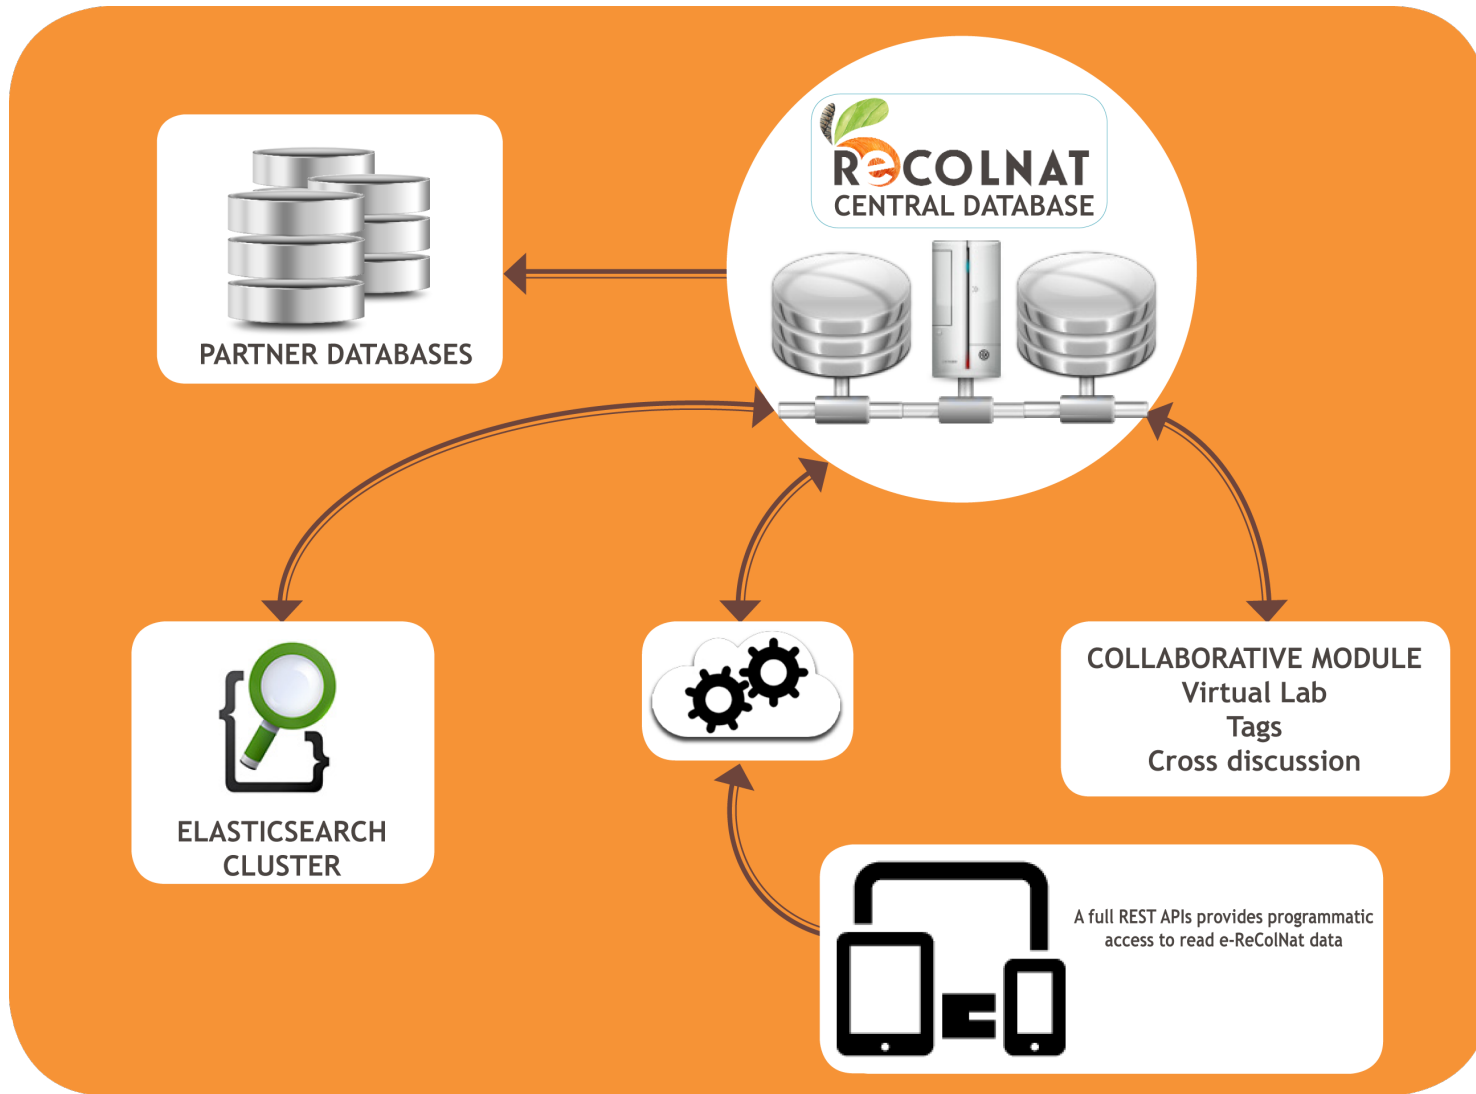 ReCOLNAT
CENTRAL DATABASE
PARTNER DATABASES
COLLABORATIVE MODULE
Virtual Lab
Tags
Cross discussion
ELASTICSEARCH
CLUSTER
A full REST APIs provides programmatic
access to read e-ReColNat data